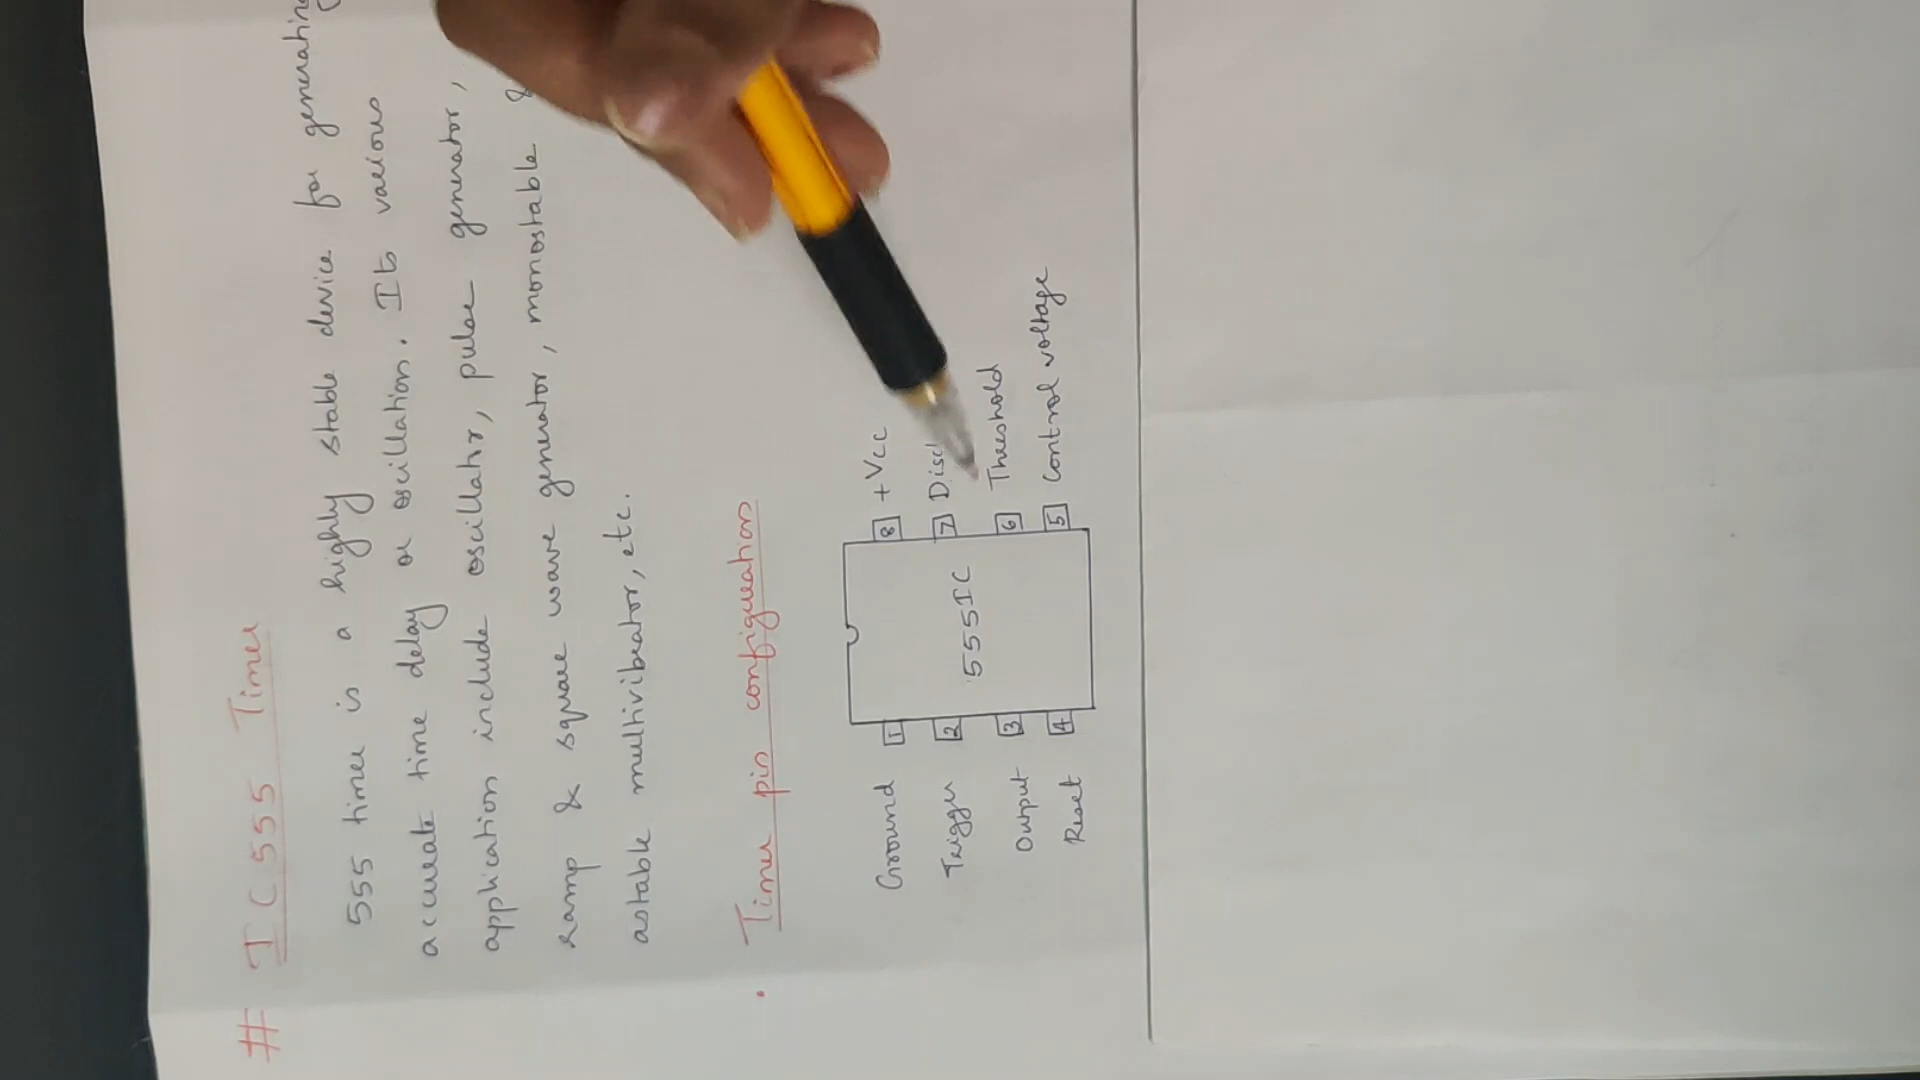 # IC 555 Timer
555 timer is a highly stable device for generating
accurate time delay or oscillation. Its various
application include oscillator, pulse generator,
ramp & square wave generator, monostable &
astable multivibrator, etc.
. Timer pin configuration
Ground 1 8 +Vcc
Trigger 2 7
555IC
Output 3 6 Threshold
Reset 4 5 Control voltage